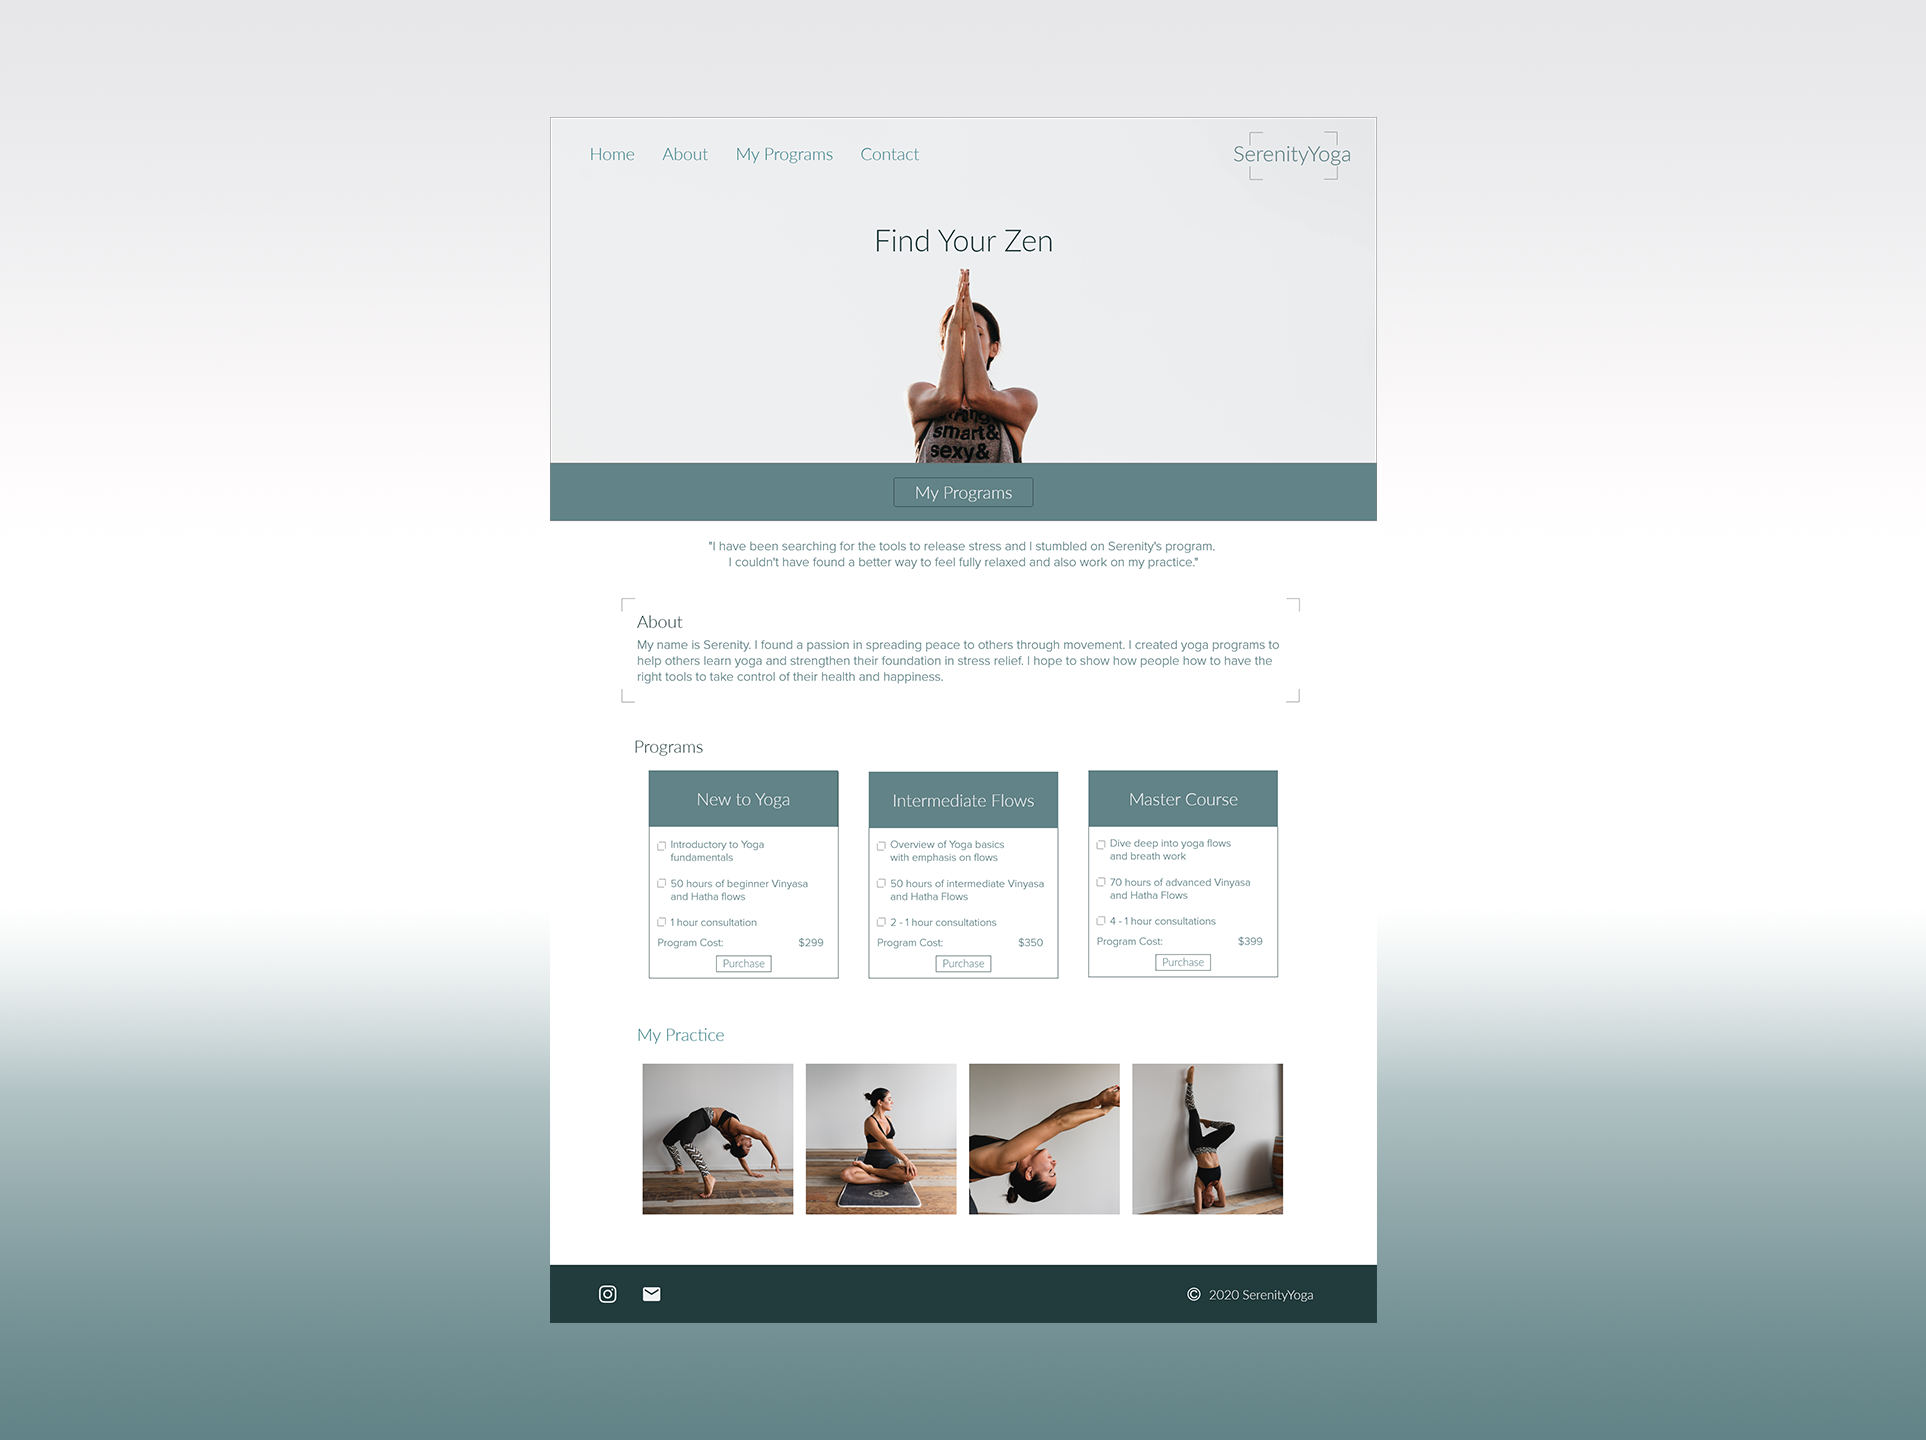 Home About My Programs Contact SerenityYoga
Find Your Zen
smart&
sexy&
My Programs
"I have been searching for the tools to release stress and I stumbled on Serenity's program.
I couldn't have found a better way to feel fully relaxed and also work on my practice."
About
My name is Serenity. I found a passion in spreading peace to others through movement. I created yoga programs to
help others learn yoga and strengthen their foundation in stress relief. I hope to show how people how to have the
right tools to take control of their health and happiness.
Programs
New to Yoga
Introductory to Yoga
fundamentals
50 hours of beginner Vinyasa
and Hatha flows
1 hour consultation
Program Cost: $299
Purchase
Intermediate Flows
Overview of Yoga basics
with emphasis on flows
50 hours of intermediate Vinyasa
and Hatha Flows
2 - 1 hour consultations
Program Cost: $350
Purchase
Master Course
Dive deep into yoga flows
and breath work
70 hours of advanced Vinyasa
and Hatha Flows
4 - 1 hour consultations
Program Cost: $399
Purchase
My Practice
© 2020 SerenityYoga